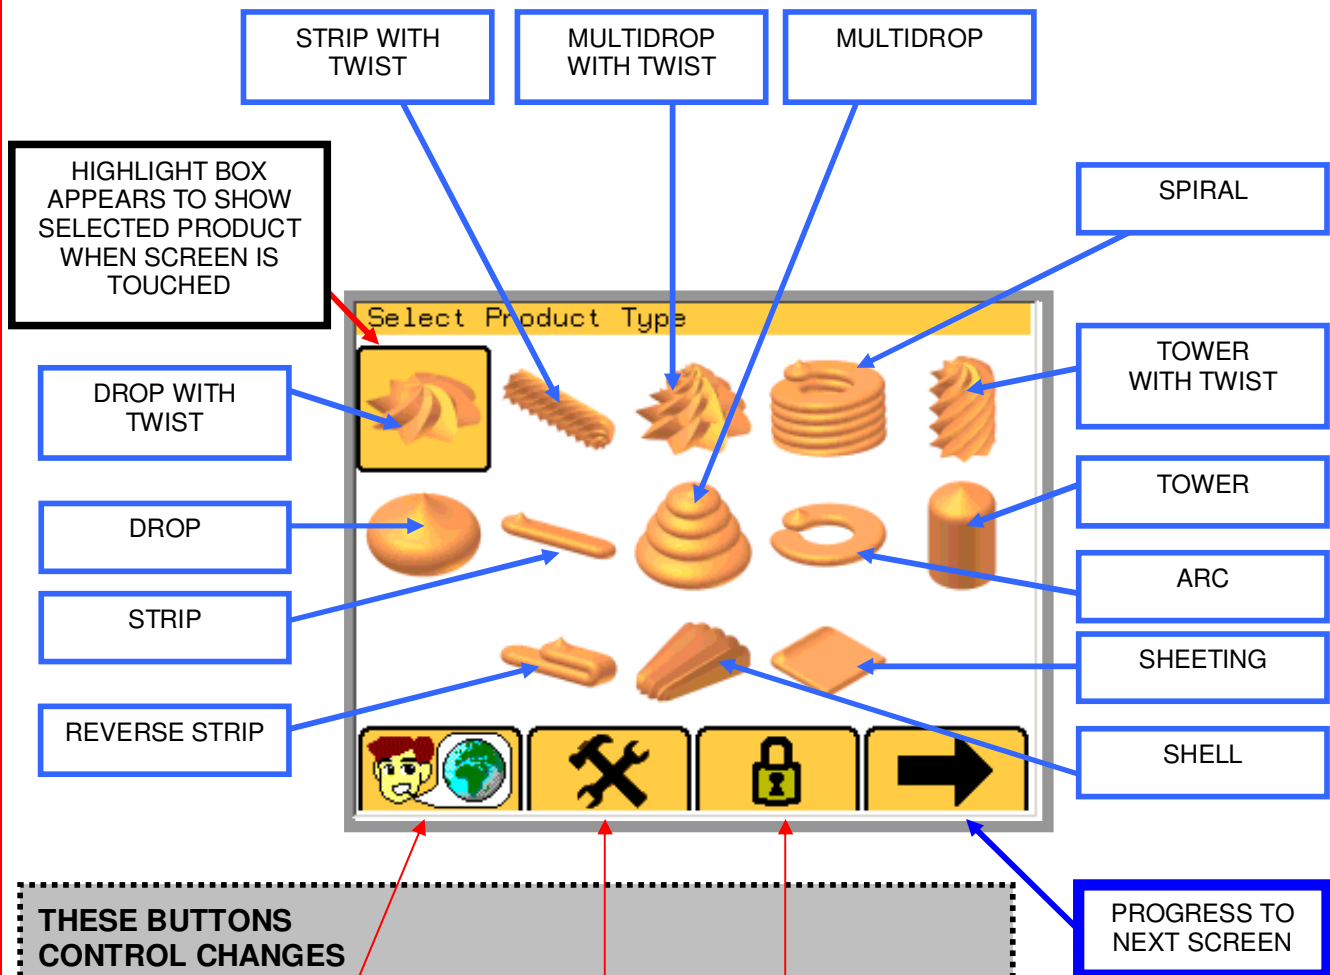 STRIP WITH
TWIST
MULTIDROP
WITH TWIST
MULTIDROP
HIGHLIGHT BOX
APPEARS TO SHOW
SELECTED PRODUCT
WHEN SCREEN IS
TOUCHED
SPIRAL
Select Product Type
TOWER
WITH TWIST
DROP WITH
TWIST
TOWER
DROP
ARC
STRIP
SHEETING
REVERSE STRIP
SHELL
THESE BUTTONS
CONTROL CHANGES
PROGRESS TO
NEXT SCREEN